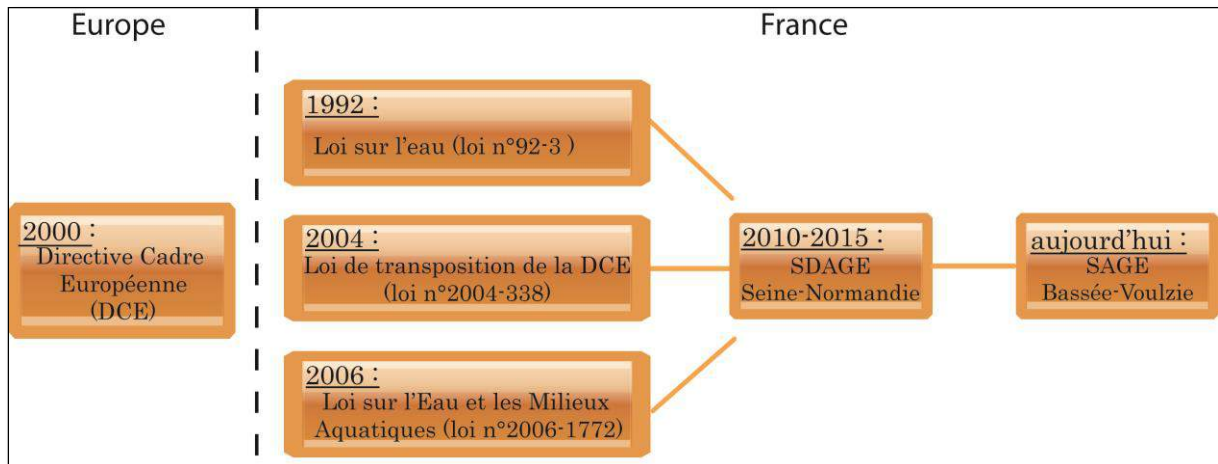 Europe
France
2000 :
Directive Cadre
Européenne
(DCE)
1992 :
Loi sur l'eau (loi n°92-3 )
2004 :
Loi de transposition de la DCE
(loi n°2004-338)
2006 :
Loi sur l'Eau et les Milieux
Aquatiques (loi n°2006-1772)
2010-2015 :
SDAGE
Seine-Normandie
aujourd'hui :
SAGE
Bassée-Voulzie